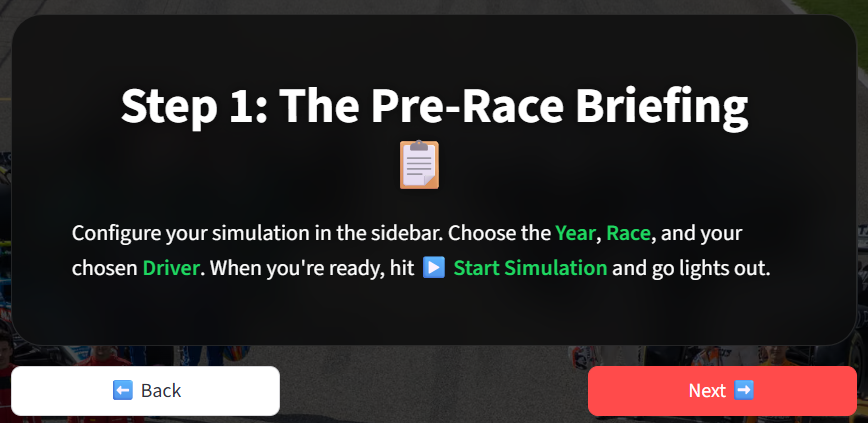 Step 1: The Pre-Race Briefing
📋
Configure your simulation in the sidebar. Choose the Year, Race, and your
chosen Driver. When you're ready, hit ▶️ Start Simulation and go lights out.
⬅️ Back
Next ➡️